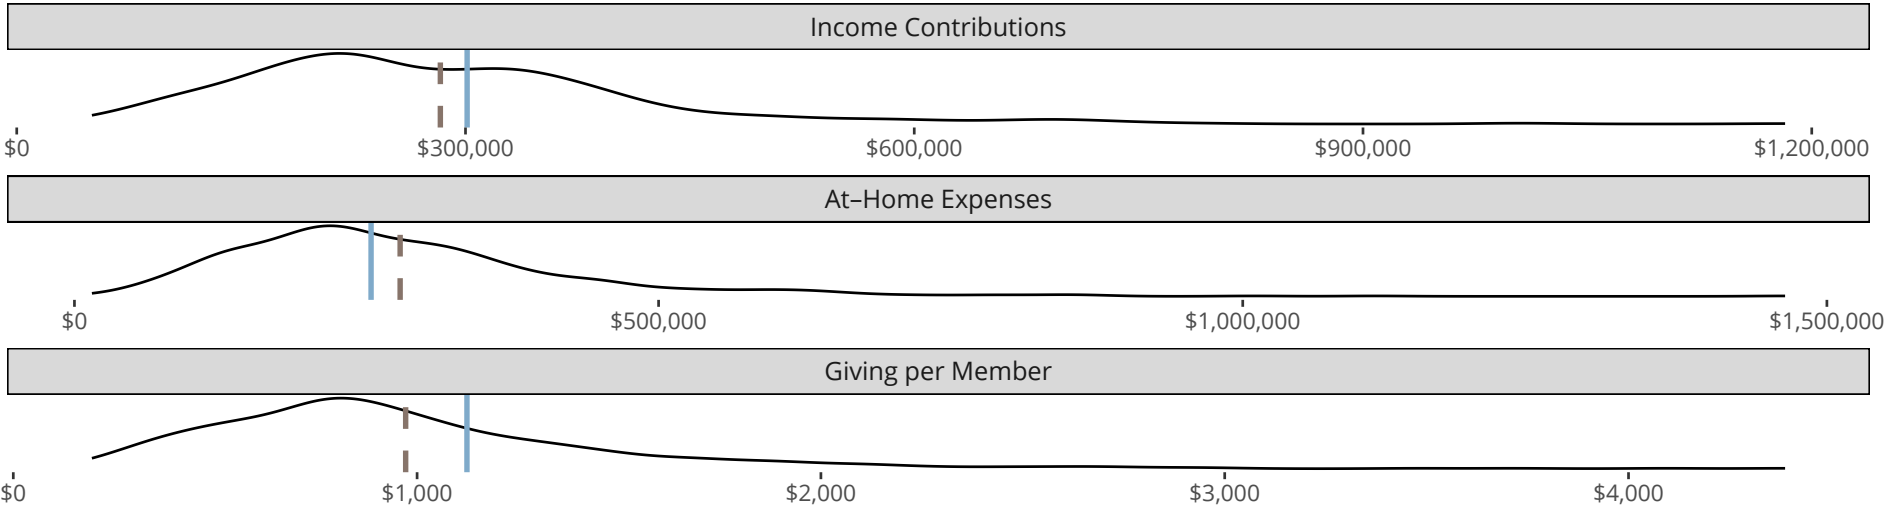 Income Contributions
$0 $300,000 $600,000 $900,000 $1,200,000
At–Home Expenses
$0 $500,000 $1,000,000 $1,500,000
Giving per Member
$0 $1,000 $2,000 $3,000 $4,000